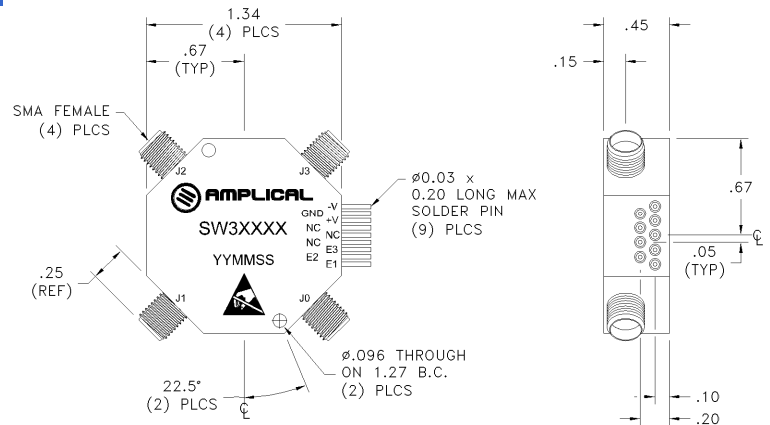 1.34
(4) PLCS
.67
(TYP)
SMA FEMALE
(4) PLCS
J2
J3
AMPLICAL
SW3XXXX
YYMMSS
-V
GND
+V
NC
NC
NC
E3
E2
E1
ø0.03 x
0.20 LONG MAX
SOLDER PIN
(9) PLCS
.25
(REF)
J1
J0
ø.096 THROUGH
ON 1.27 B.C.
(2) PLCS
22.5°
(2) PLCS
CL
.45
.15
.67
CL
.05
(TYP)
.10
.20